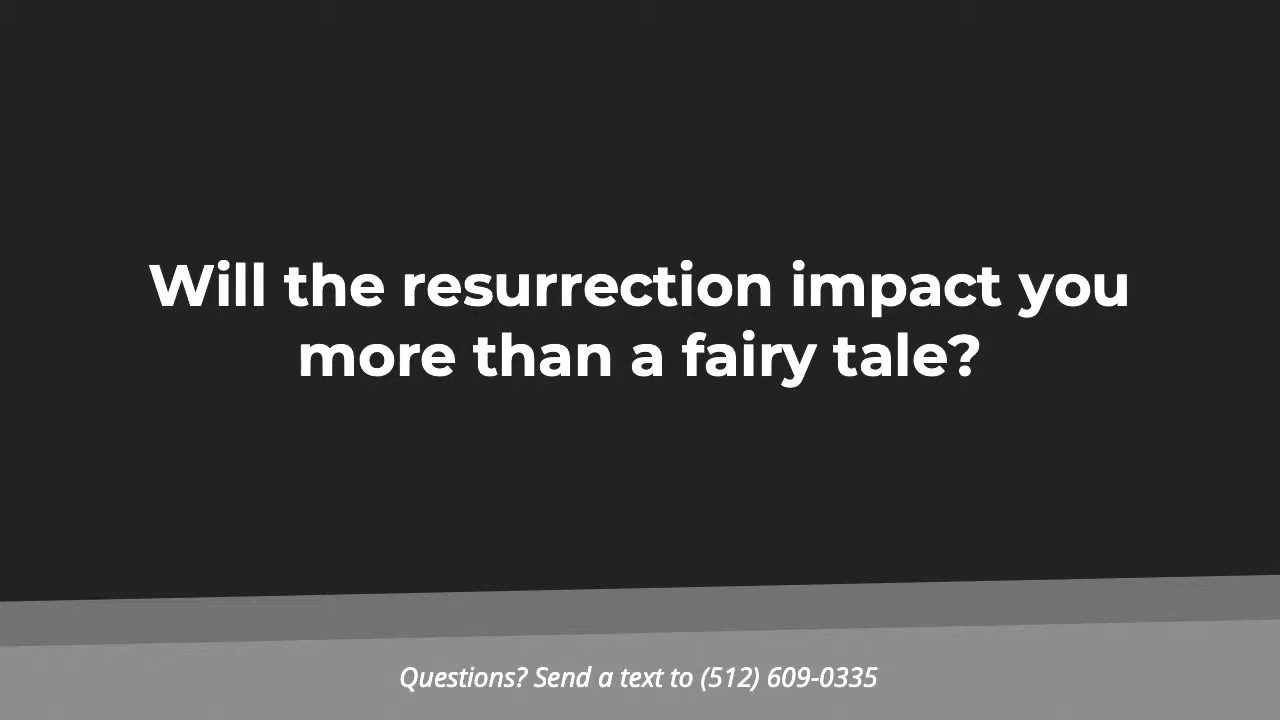 Will the resurrection impact you
more than a fairy tale?
Questions? Send a text to (512) 609-0335